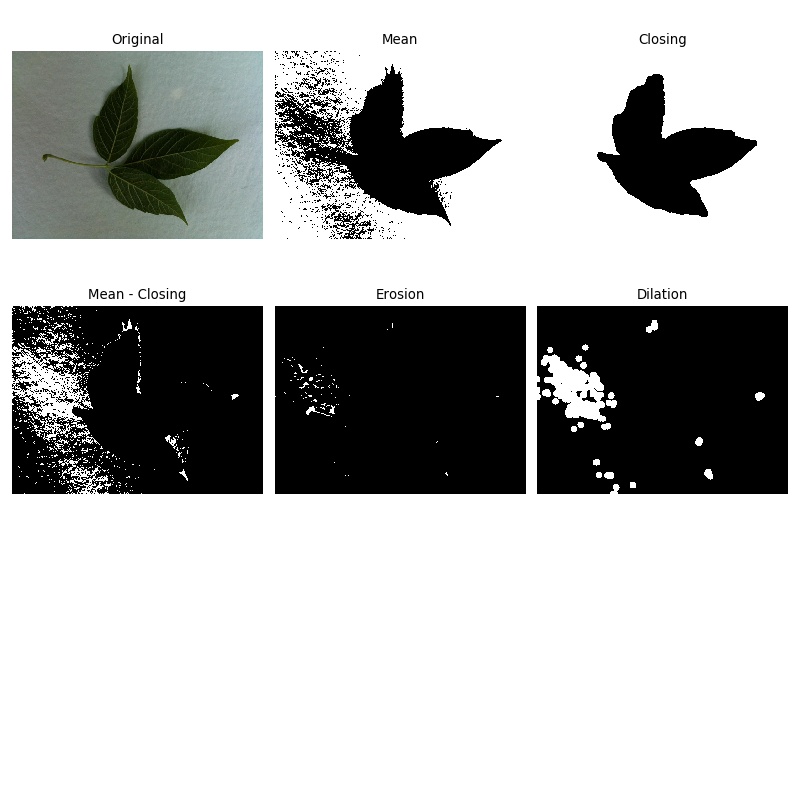 Original
Mean
Closing
Mean - Closing
Erosion
Dilation